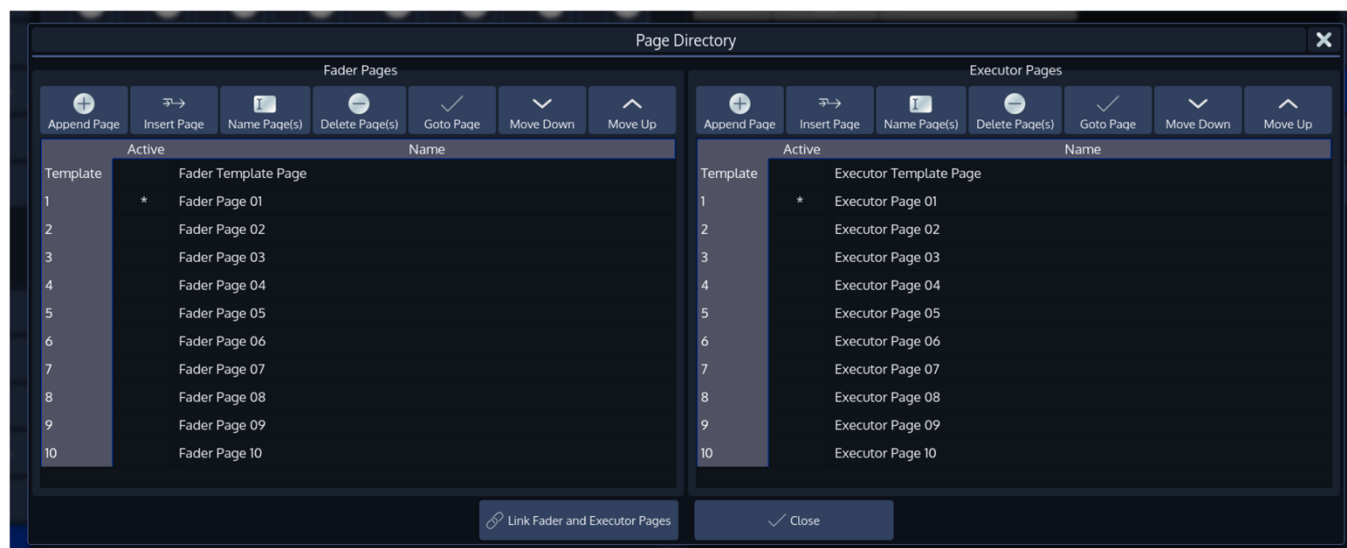 Page Directory
Fader Pages
Append Page Insert Page Name Page(s) Delete Page(s) Goto Page Move Down Move Up
Active Name
Template Fader Template Page
1 * Fader Page 01
2 Fader Page 02
3 Fader Page 03
4 Fader Page 04
5 Fader Page 05
6 Fader Page 06
7 Fader Page 07
8 Fader Page 08
9 Fader Page 09
10 Fader Page 10
Executor Pages
Append Page Insert Page Name Page(s) Delete Page(s) Goto Page Move Down Move Up
Active Name
Template Executor Template Page
1 * Executor Page 01
2 Executor Page 02
3 Executor Page 03
4 Executor Page 04
5 Executor Page 05
6 Executor Page 06
7 Executor Page 07
8 Executor Page 08
9 Executor Page 09
10 Executor Page 10
Link Fader and Executor Pages
Close